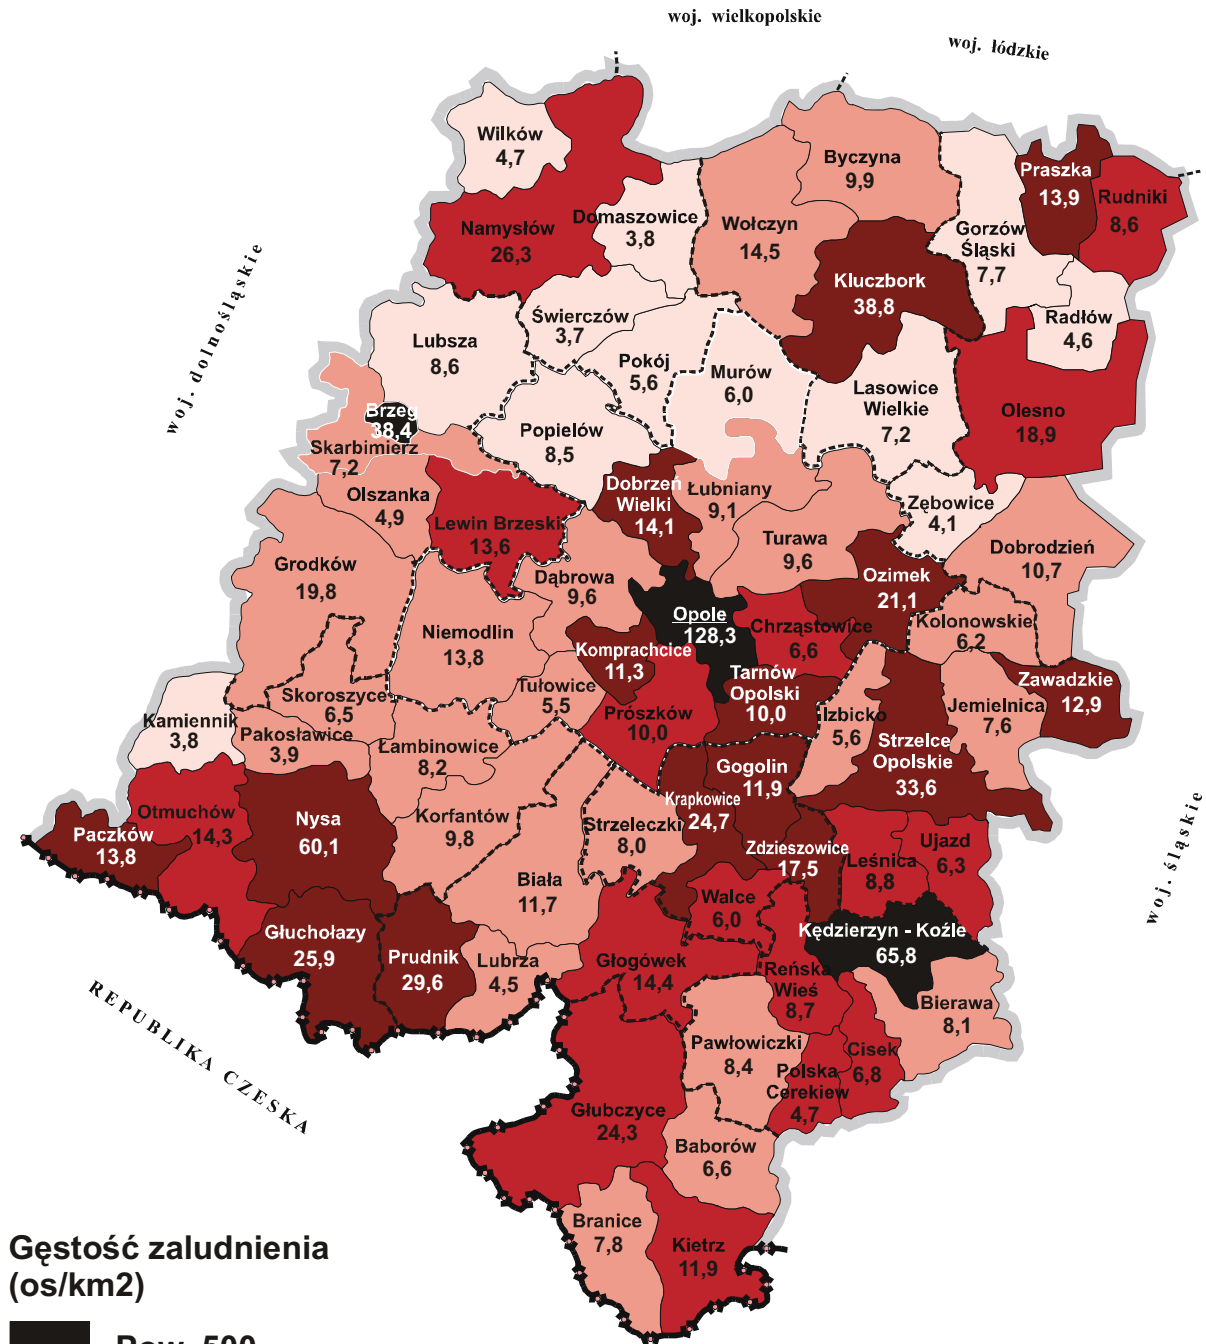 woj. wielkopolskie
woj. łódzkie
woj. dolnośląskie
woj. śląskie
REPUBLIKA CZESKA
Wilków
4,7
Namysłów
26,3
Domaszowice
3,8
Wołczyn
14,5
Byczyna
9,9
Kluczbork
38,8
Gorzów
Śląski
7,7
Praszka
13,9
Rudniki
8,6
Radłów
4,6
Olesno
18,9
Świerczów
3,7
Lubsza
8,6
Pokój
5,6
Murów
6,0
Lasowice
Wielkie
7,2
Brzeg
38,4
Skarbimierz
7,2
Popielów
8,5
Olszanka
4,9
Lewin Brzeski
13,6
Dobrzeń
Wielki
14,1
Łubniany
9,1
Zębowice
4,1
Turawa
9,6
Dobrodzień
10,7
Grodków
19,8
Dąbrowa
9,6
Ozimek
21,1
Niemodlin
13,8
Opole
128,3
Chrząstowice
6,6
Kolonowskie
6,2
Komprachcice
11,3
Tarnów
Opolski
10,0
Zawadzkie
12,9
Skoroszyce
6,5
Tułowice
5,5
Prószków
10,0
Izbicko
5,6
Jemielnica
7,6
Kamiennik
3,8
Pakosławice
3,9
Łambinowice
8,2
Strzelce
Opolskie
33,6
Gogolin
11,9
Otmuchów
14,3
Nysa
60,1
Korfantów
9,8
Strzeleczki
8,0
Krapkowice
24,7
Paczków
13,8
Zdzieszowice
17,5
Leśnica
8,8
Ujazd
6,3
Biała
11,7
Walce
6,0
Głuchołazy
25,9
Prudnik
29,6
Lubrza
4,5
Głogówek
14,4
Kędzierzyn - Koźle
65,8
Reńska
Wieś
8,7
Bierawa
8,1
Pawłowiczki
8,4
Cisek
6,8
Polska
Cerekiew
4,7
Głubczyce
24,3
Baborów
6,6
Branice
7,8
Kietrz
11,9
Gęstość zaludnienia
(os/km2)
Pow. 500